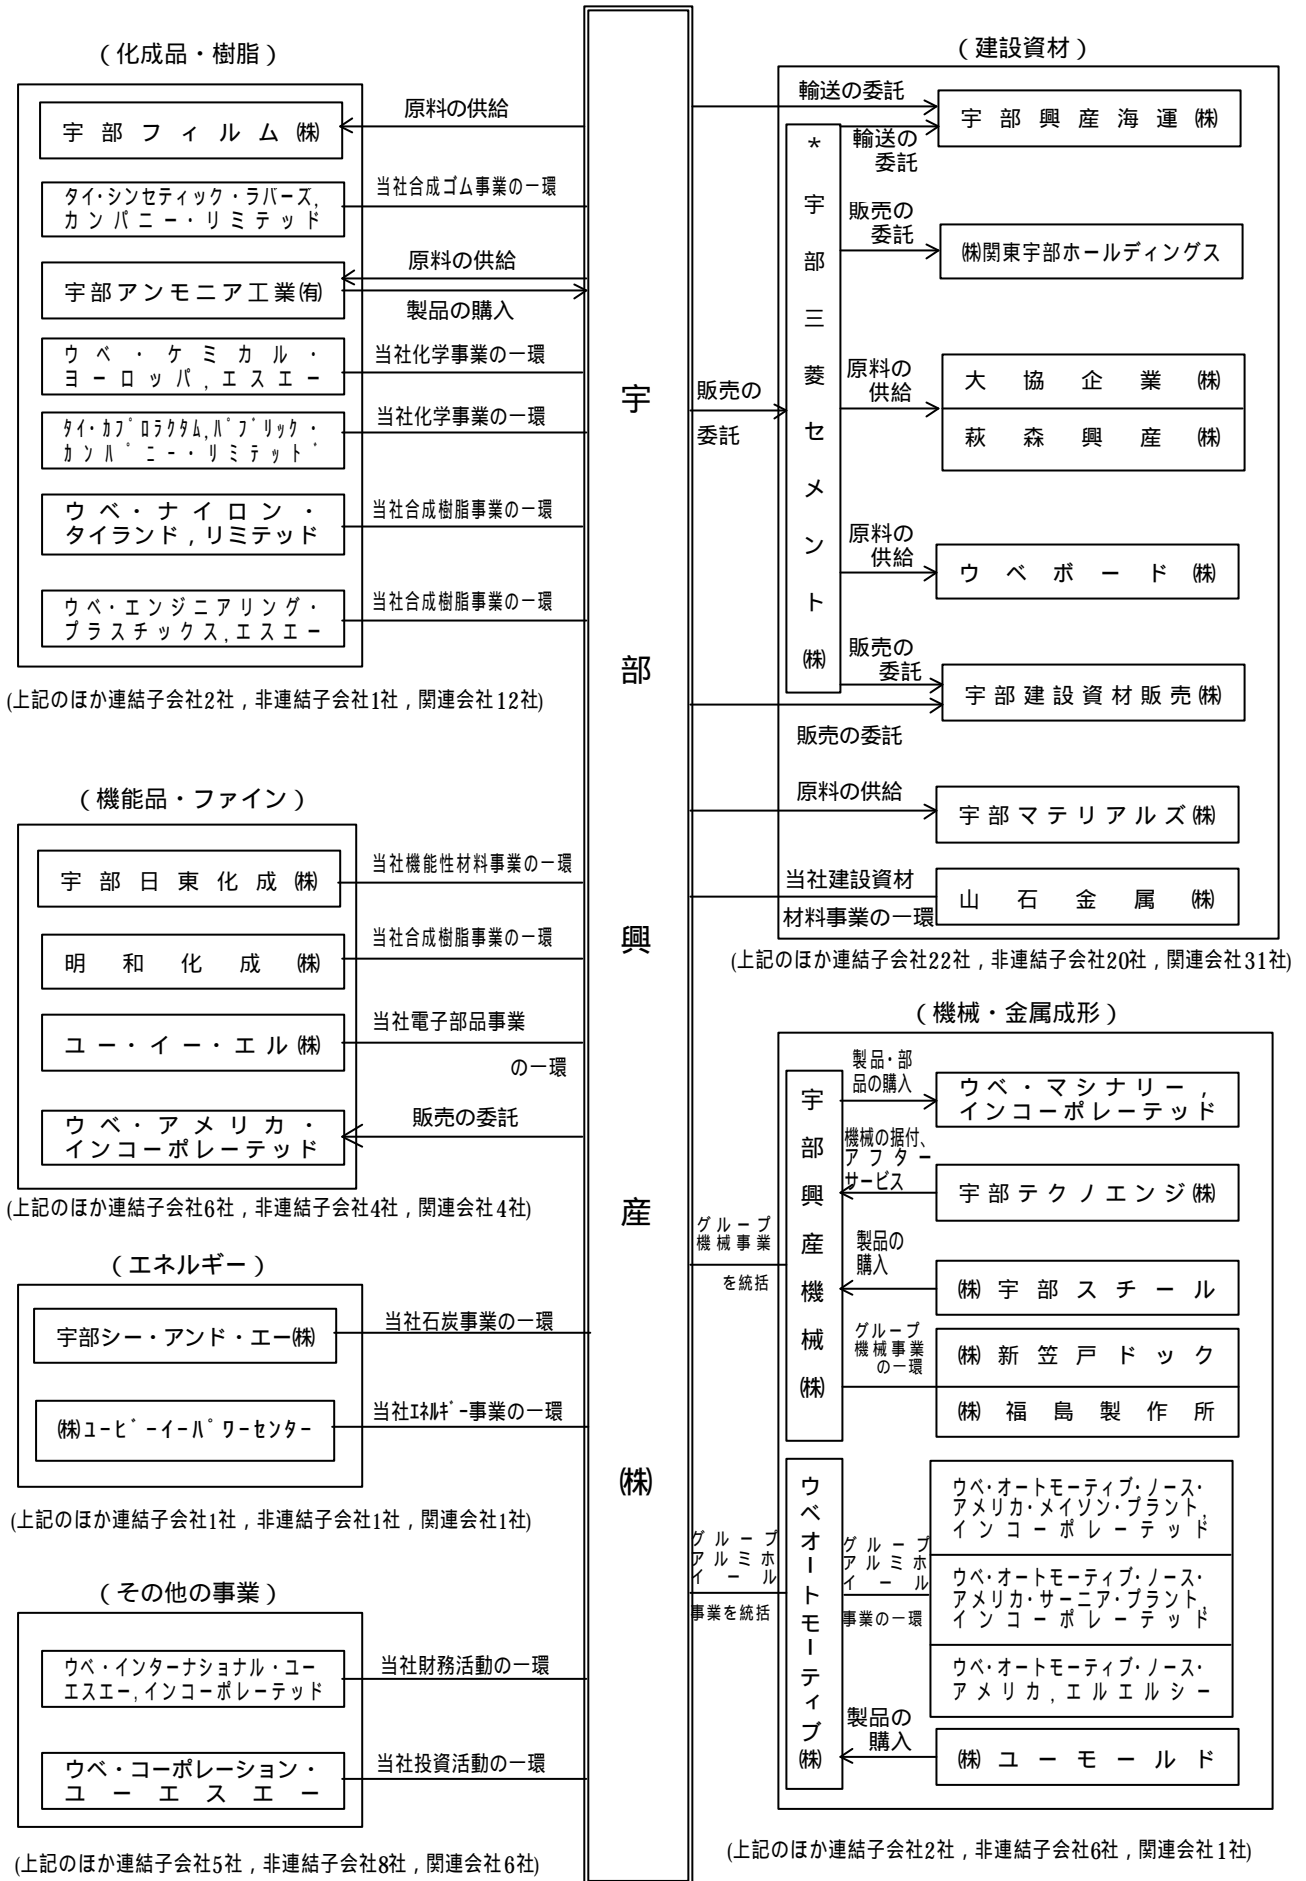 （化成品・樹脂）
宇部フィルム㈱
原料の供給
タイ・シンセティック・ラバーズ,
カンパニー・リミテッド
当社合成ゴム事業の一環
宇部アンモニア工業㈲
原料の供給
製品の購入
ウベ・ケミカル・
ヨーロッパ,エスエー
当社化学事業の一環
タイ・カプロラクタム,パブリック・
カンパニー・リミテッド
当社化学事業の一環
ウベ・ナイロン・
タイランド,リミテッド
当社合成樹脂事業の一環
ウベ・エンジニアリング・
プラスチックス,エスエー
当社合成樹脂事業の一環
(上記のほか連結子会社2社，非連結子会社1社，関連会社12社)
（機能品・ファイン）
宇部日東化成㈱
当社機能性材料事業の一環
明和化成㈱
当社合成樹脂事業の一環
ユー・イー・エル㈱
当社電子部品事業
の一環
ウベ・アメリカ・
インコーポレーテッド
販売の委託
(上記のほか連結子会社6社，非連結子会社4社，関連会社4社)
（エネルギー）
宇部シー・アンド・エー㈱
当社石炭事業の一環
㈱ユービーイーパワーセンター
当社エネルギー事業の一環
(上記のほか連結子会社1社，非連結子会社1社，関連会社1社)
（その他の事業）
ウベ・インターナショナル・ユー
エスエー,インコーポレーテッド
当社財務活動の一環
ウベ・コーポレーション・
ユーエスエー
当社投資活動の一環
(上記のほか連結子会社5社，非連結子会社8社，関連会社6社)
宇部興産㈱
（建設資材）
輸送の委託
宇部興産海運㈱
輸送の
委託
販売の
委託
*宇部三菱セメント㈱
販売の
委託
㈱関東宇部ホールディングス
原料の
供給
大協企業㈱
萩森興産㈱
原料の
供給
ウベボード㈱
販売の
委託
宇部建設資材販売㈱
販売の委託
原料の供給
宇部マテリアルズ㈱
当社建設資材
材料事業の一環
山石金属㈱
(上記のほか連結子会社22社，非連結子会社20社，関連会社31社)
（機械・金属成形）
グループ
機械事業
を統括
宇部興産機械㈱
製品・部
品の購入
ウベ・マシナリー,
インコーポレーテッド
機械の据付、
アフター
サービス
宇部テクノエンジ㈱
製品の
購入
㈱宇部スチール
グループ
機械事業
の一環
㈱新笠戸ドック
㈱福島製作所
グループ
アルミホ
イール
事業を統括
ウベオートモーティブ㈱
グループ
アルミホ
イール
事業の一環
ウベ・オートモーティブ・ノース・
アメリカ・メイソン・プラント,
インコーポレーテッド
ウベ・オートモーティブ・ノース・
アメリカ・サーニア・プラント,
インコーポレーテッド
ウベ・オートモーティブ・ノース・
アメリカ,エルエルシー
製品の
購入
㈱ユーモールド
(上記のほか連結子会社2社，非連結子会社6社，関連会社1社)